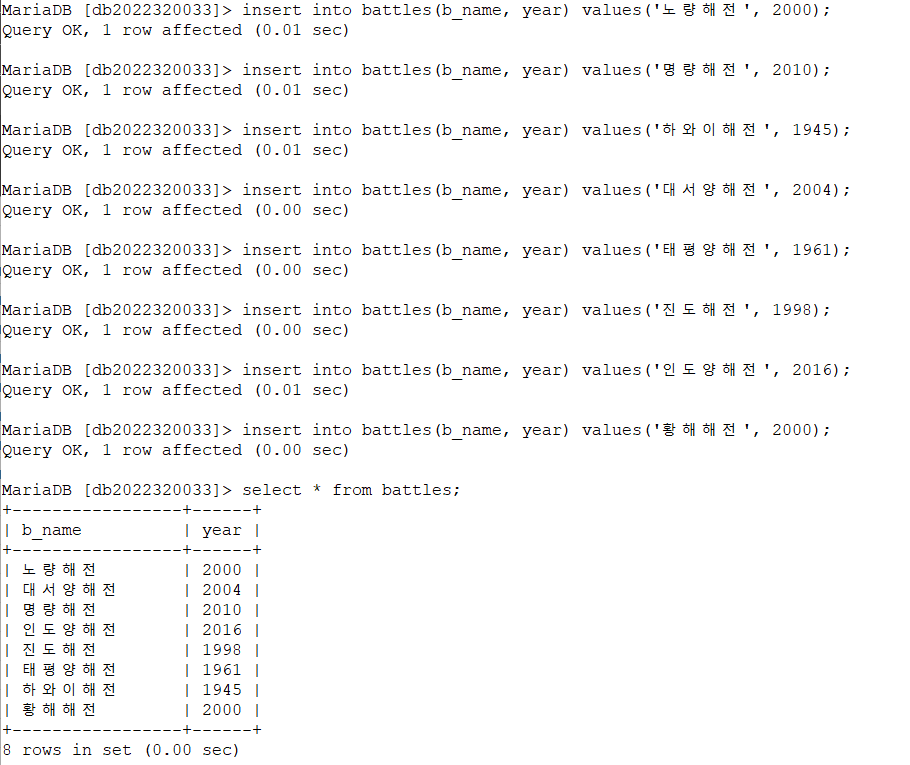 MariaDB [db2022320033]> insert into battles(b_name, year) values('노량해전', 2000);
Query OK, 1 row affected (0.01 sec)
MariaDB [db2022320033]> insert into battles(b_name, year) values('명량해전', 2010);
Query OK, 1 row affected (0.01 sec)
MariaDB [db2022320033]> insert into battles(b_name, year) values('하와이해전', 1945);
Query OK, 1 row affected (0.01 sec)
MariaDB [db2022320033]> insert into battles(b_name, year) values('대서양해전', 2004);
Query OK, 1 row affected (0.00 sec)
MariaDB [db2022320033]> insert into battles(b_name, year) values('태평양해전', 1961);
Query OK, 1 row affected (0.00 sec)
MariaDB [db2022320033]> insert into battles(b_name, year) values('진도해전', 1998);
Query OK, 1 row affected (0.00 sec)
MariaDB [db2022320033]> insert into battles(b_name, year) values('인도양해전', 2016);
Query OK, 1 row affected (0.01 sec)
MariaDB [db2022320033]> insert into battles(b_name, year) values('황해해전', 2000);
Query OK, 1 row affected (0.00 sec)
MariaDB [db2022320033]> select * from battles;
+-----------------+------+
| b_name          | year |
+-----------------+------+
| 노량해전        | 2000 |
| 대서양해전      | 2004 |
| 명량해전        | 2010 |
| 인도양해전      | 2016 |
| 진도해전        | 1998 |
| 태평양해전      | 1961 |
| 하와이해전      | 1945 |
| 황해해전        | 2000 |
+-----------------+------+
8 rows in set (0.00 sec)